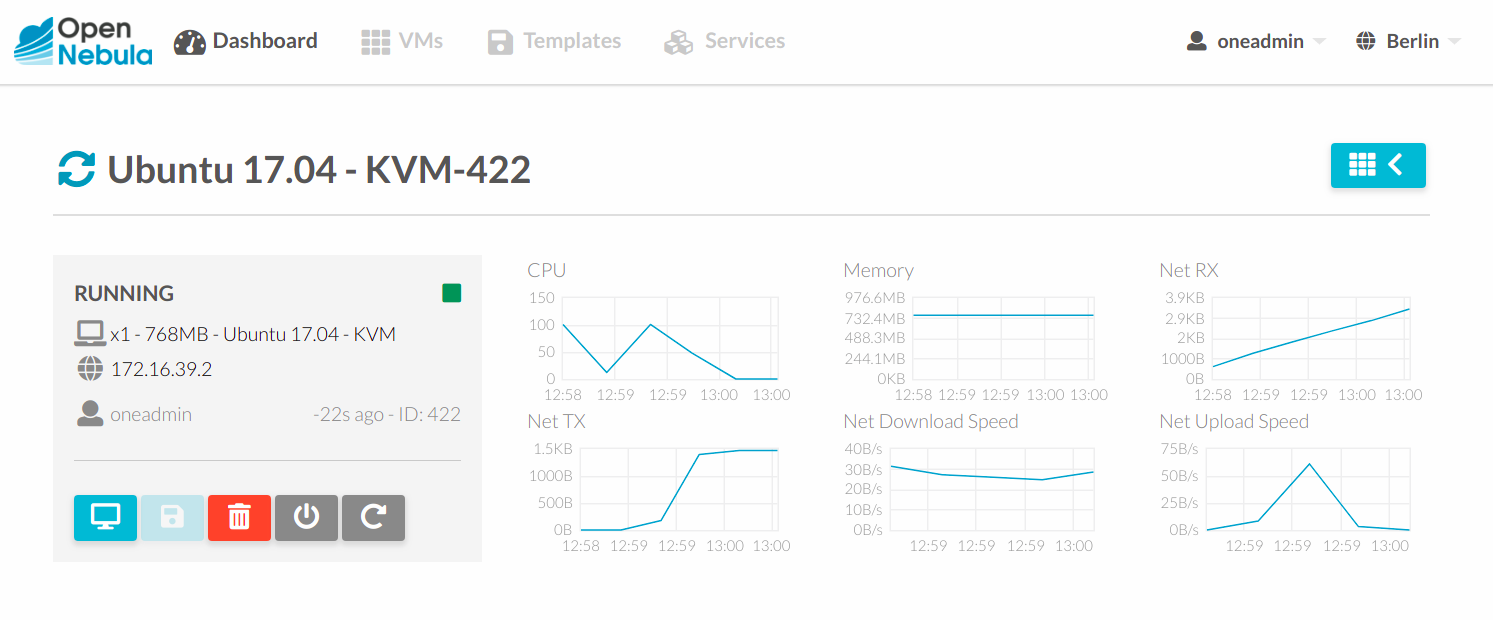 Open Nebula Dashboard VMs Templates Services oneadmin Berlin
Ubuntu 17.04 - KVM-422
RUNNING
x1 - 768MB - Ubuntu 17.04 - KVM
172.16.39.2
oneadmin -22s ago - ID: 422
CPU
150
100
50
0
12:58 12:59 12:59 13:00 13:00
Memory
976.6MB
732.4MB
488.3MB
244.1MB
0KB
12:58 12:59 12:59 13:00 13:00
Net RX
3.9KB
2.9KB
2KB
1000B
0B
12:58 12:59 12:59 13:00 13:00
Net TX
1.5KB
1000B
500B
0B
12:58 12:59 12:59 13:00 13:00
Net Download Speed
40B/s
30B/s
20B/s
10B/s
0B/s
12:59 12:59 12:59 13:00
Net Upload Speed
75B/s
50B/s
25B/s
0B/s
12:59 12:59 12:59 13:00